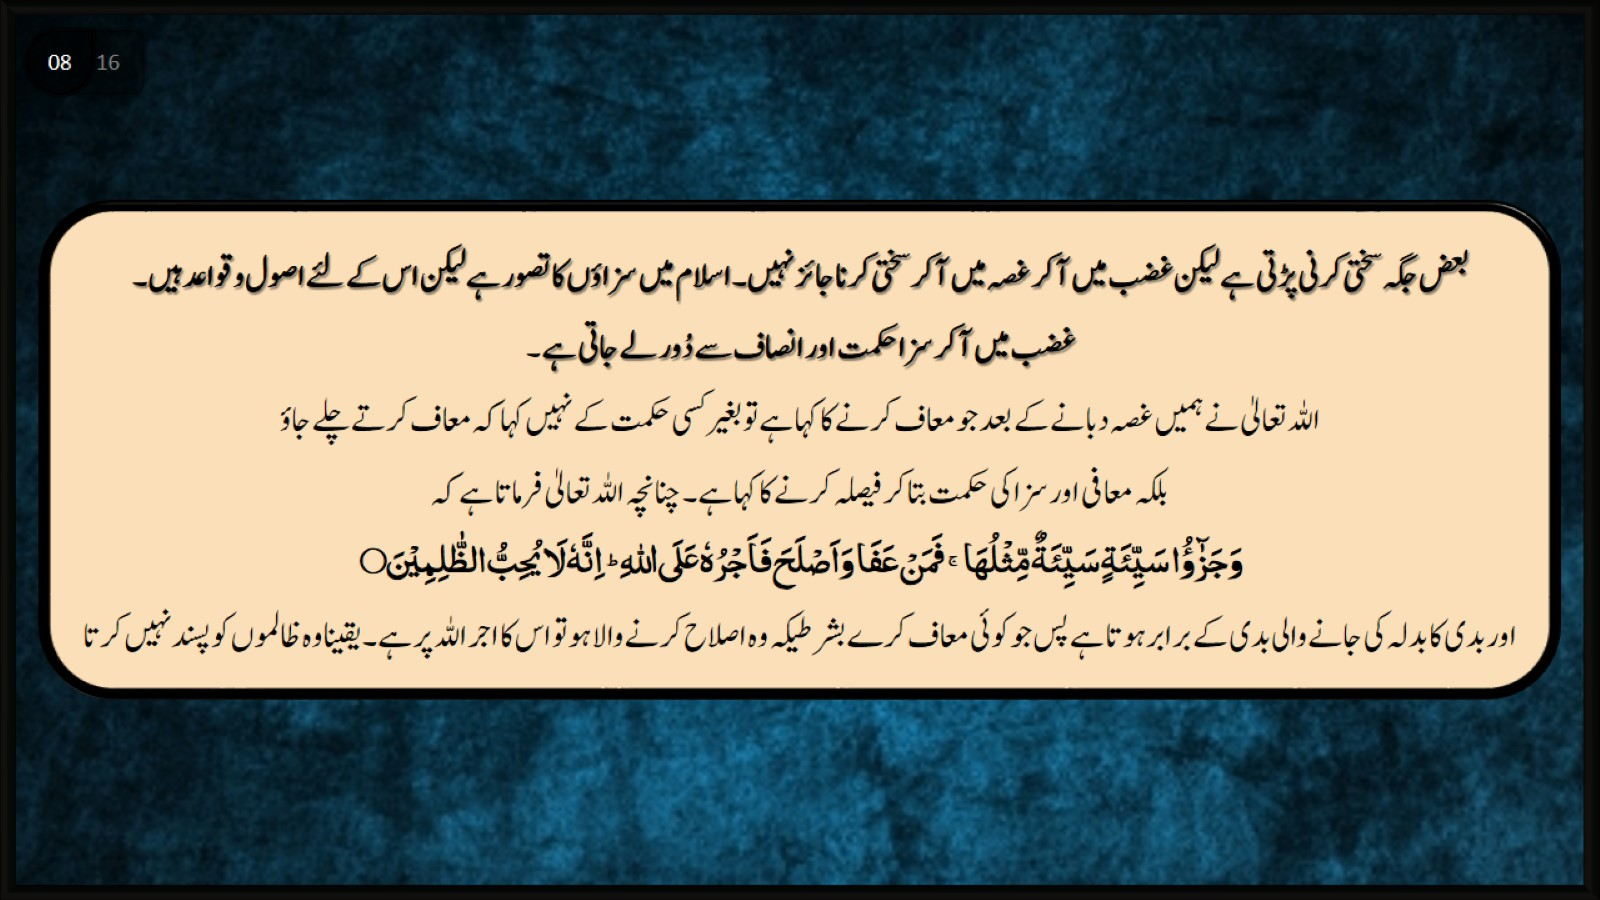 08 16
بعض جگہ سختی کرنی پڑتی ہے لیکن غضب میں آکر غصہ میں آکر سختی کرنا جائز نہیں۔ اسلام میں سزاؤں کا تصور ہے لیکن اس کے لئے اصول و قواعد ہیں۔
غضب میں آکر سزا حکمت اور انصاف سے دُور لے جاتی ہے۔
اللہ تعالیٰ نے ہمیں غصہ دبانے کے بعد جو معاف کرنے کا کہا ہے تو بغیر کسی حکمت کے نہیں کہا کہ معاف کرتے چلے جاؤ
بلکہ معافی اور سزا کی حکمت بتا کر فیصلہ کرنے کا کہا ہے۔ چنانچہ اللہ تعالیٰ فرماتا ہے کہ
وَجَزٰٓؤُا سَيِّئَةٍ سَيِّئَةٌ مِّثْلُهَا ۚ فَمَنْ عَفَا وَاَصْلَحَ فَاَجْرُهٗ عَلَى اللّٰهِ ؕ اِنَّهٗ لَا يُحِبُّ الظّٰلِمِيْنَ○
اور بدی کا بدلہ کی جانے والی بدی کے برابر ہوتا ہے پس جو کوئی معاف کرے بشرطیکہ وہ اصلاح کرنے والا ہو تو اس کا اجر اللہ پر ہے۔ یقینا وہ ظالموں کو پسند نہیں کرتا